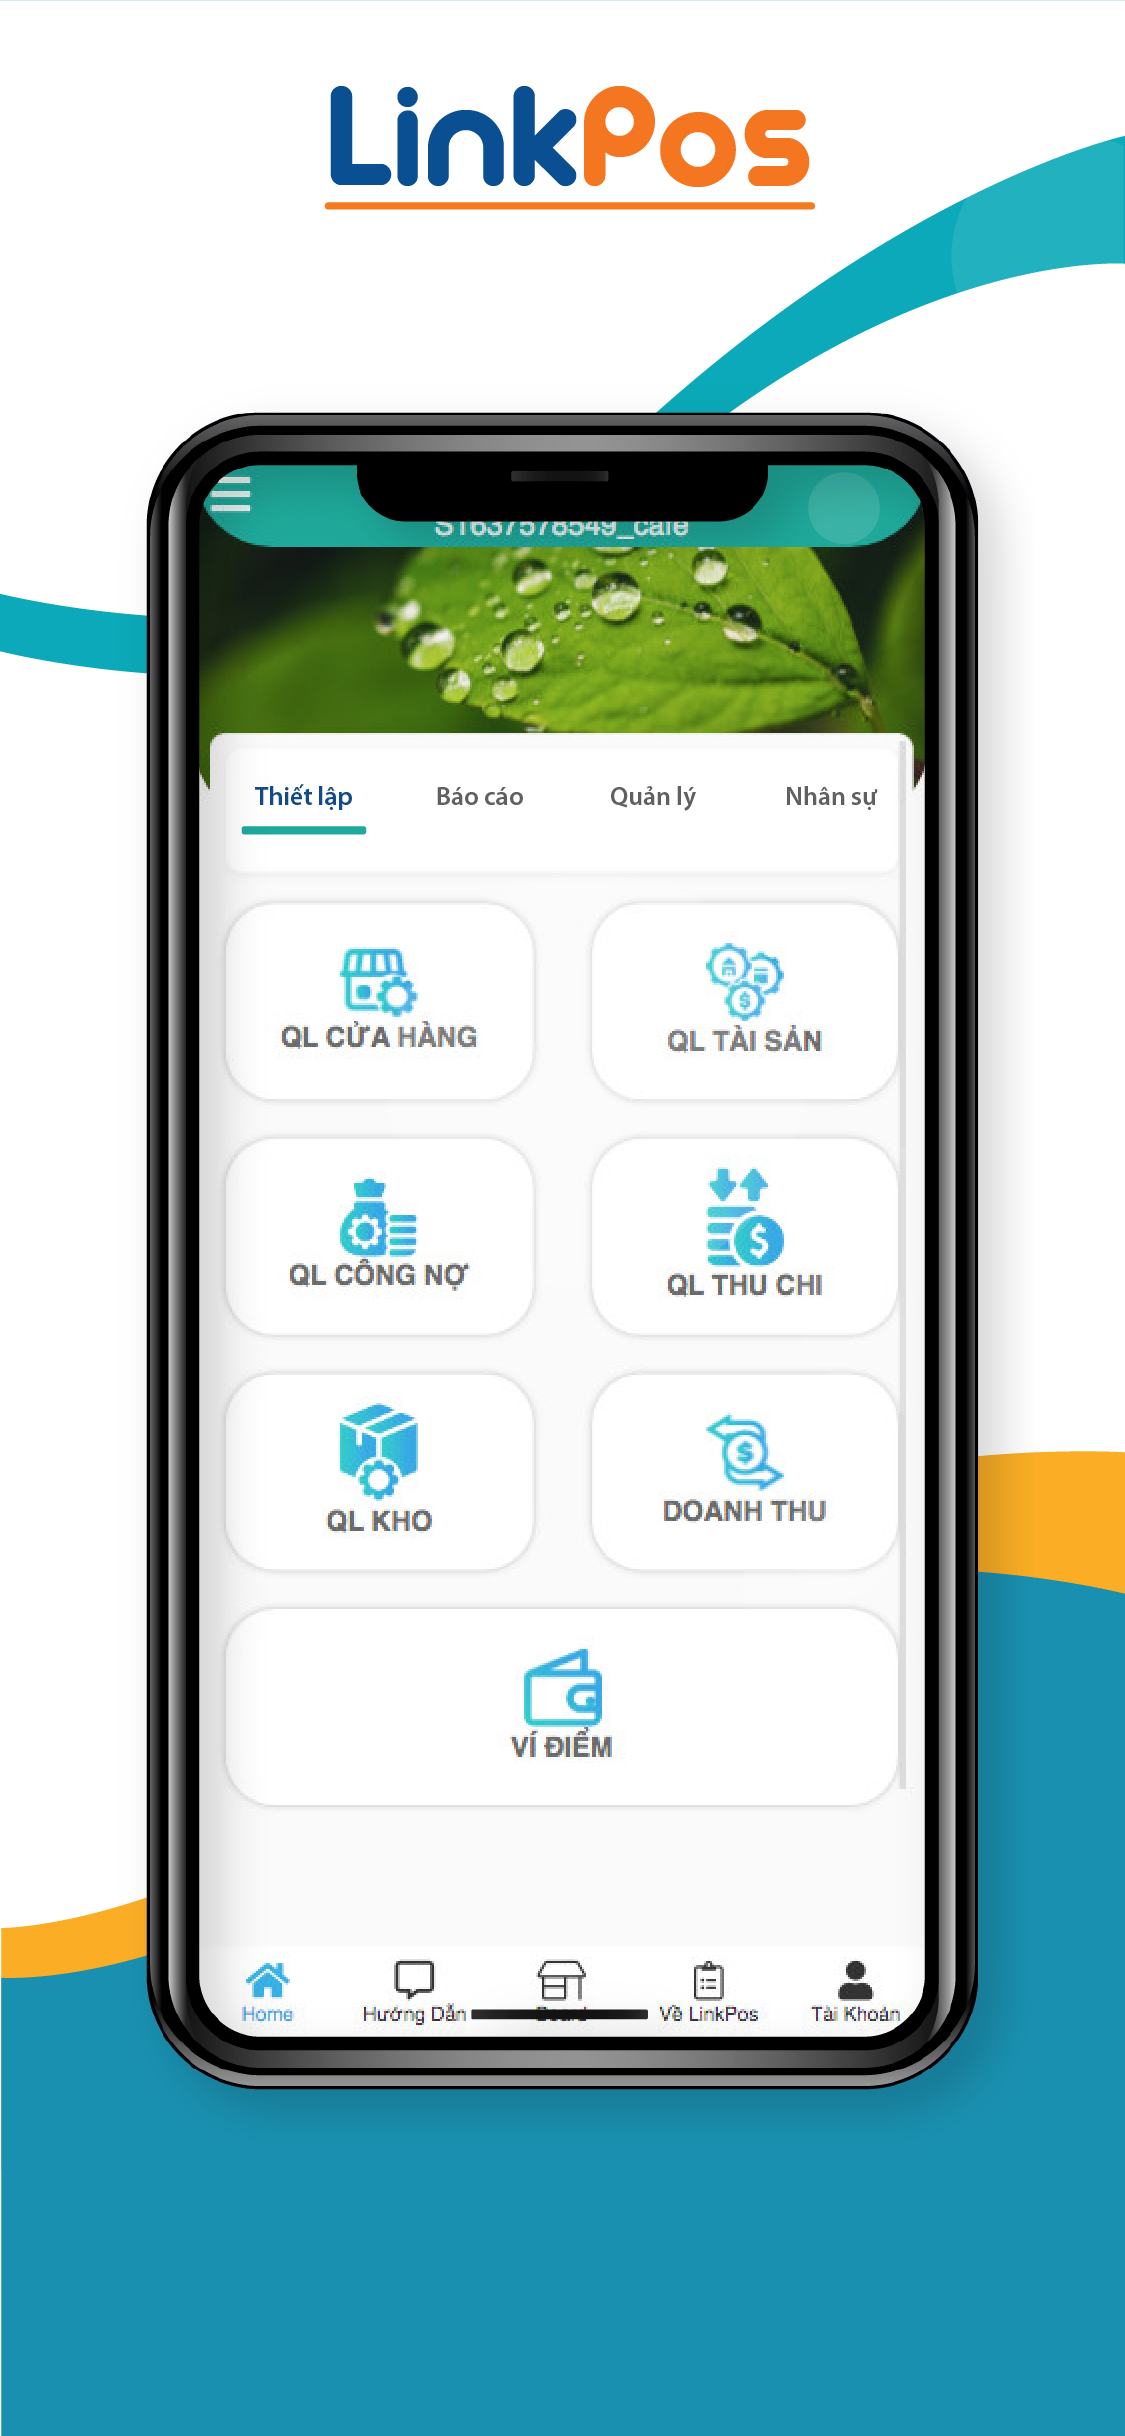 LinkPos
S1637578549_cafe
Thiết lập Báo cáo Quản lý Nhân sự
QL CỬA HÀNG QL TÀI SẢN
QL CÔNG NỢ QL THU CHI
QL KHO DOANH THU
VÍ ĐIỂM
Home Hướng Dẫn Board Về LinkPos Tài Khoản